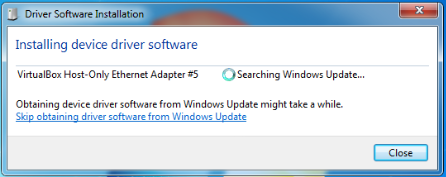 Driver Software Installation
Installing device driver software
VirtualBox Host-Only Ethernet Adapter #5 Searching Windows Update...
Obtaining device driver software from Windows Update might take a while.
Skip obtaining driver software from Windows Update
Close